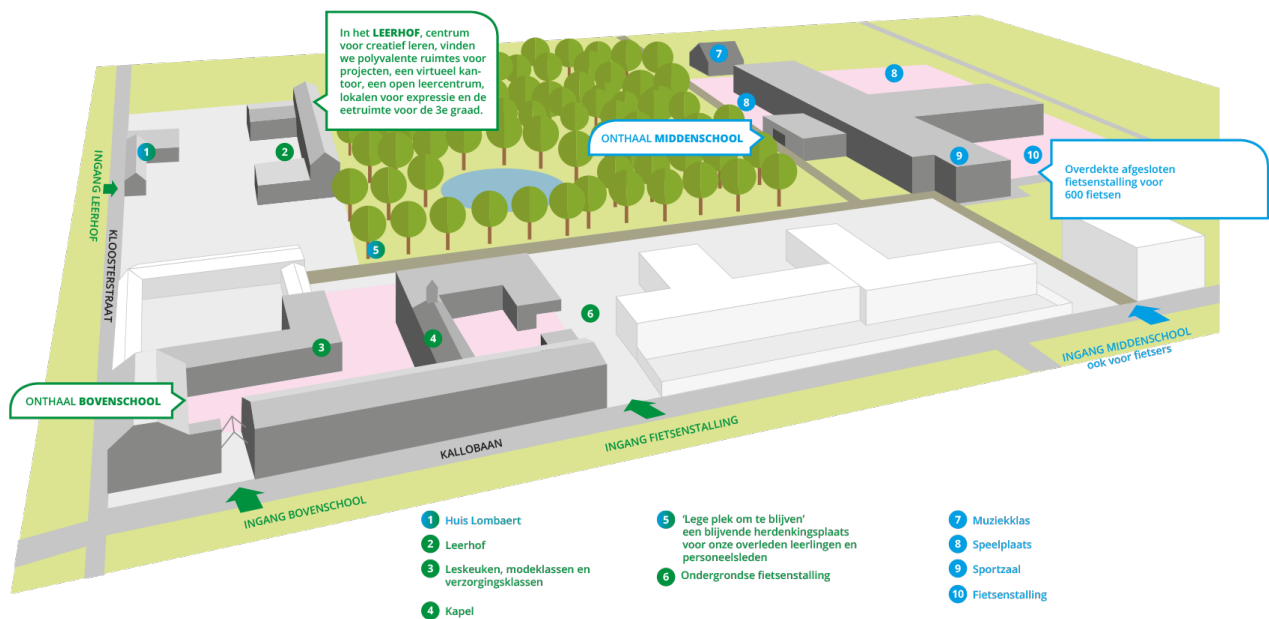 In het LEERHOF, centrum
voor creatief leren, vinden
we polyvalente ruimtes voor
projecten, een virtueel kan-
toor, een open leercentrum,
lokalen voor expressie en de
eetruimte voor de 3e graad.
7
8
8
ONTHAAL MIDDENSCHOOL
1
2
9
10
Overdekte afgesloten
fietsenstalling voor
600 fietsen
INGANG LEERHOF
KLOOSTERSTRAAT
5
6
4
3
INGANG MIDDENSCHOOL
ook voor fietsers
ONTHAAL BOVENSCHOOL
INGANG FIETSENSTALLING
KALLOBAAN
INGANG BOVENSCHOOL
1 Huis Lombaert
2 Leerhof
3 Leskeuken, modeklassen en
verzorgingsklassen
4 Kapel
5 ‘Lege plek om te blijven’
een blijvende herdenkingsplaats
voor onze overleden leerlingen en
personeelsleden
6 Ondergrondse fietsenstalling
7 Muziekklas
8 Speelplaats
9 Sportzaal
10 Fietsenstalling